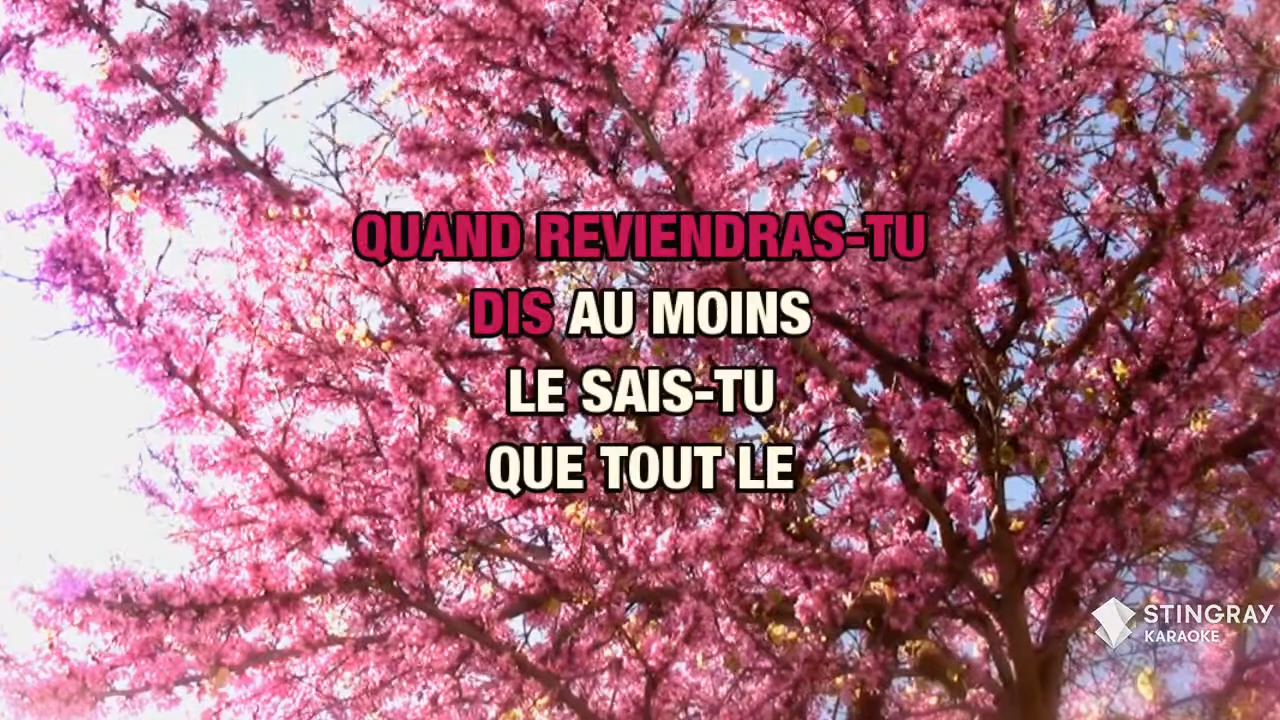 QUAND REVIENDRAS-TU
DIS AU MOINS
LE SAIS-TU
QUE TOUT LE
STINGRAY
KARAOKE